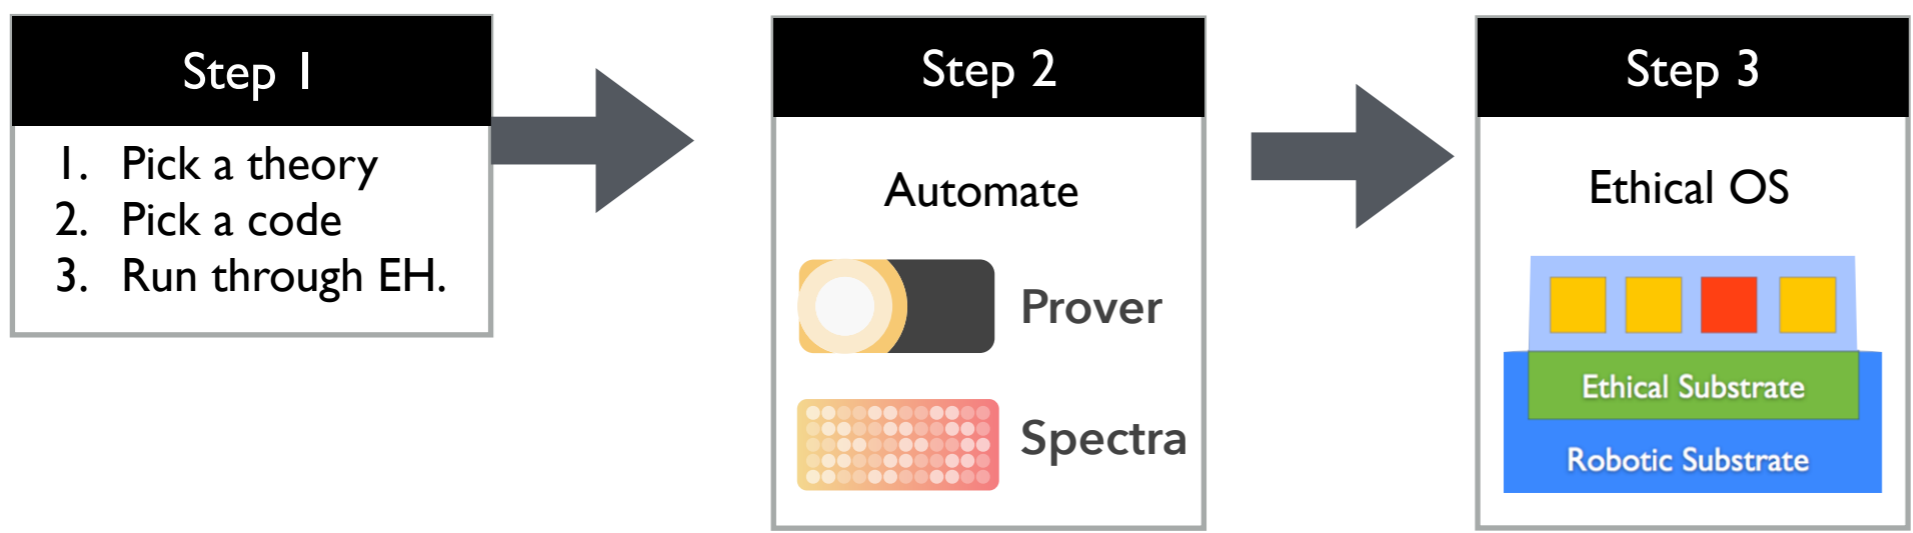 Step 1
1. Pick a theory
2. Pick a code
3. Run through EH.
Step 2
Automate
Prover
Spectra
Step 3
Ethical OS
Ethical Substrate
Robotic Substrate